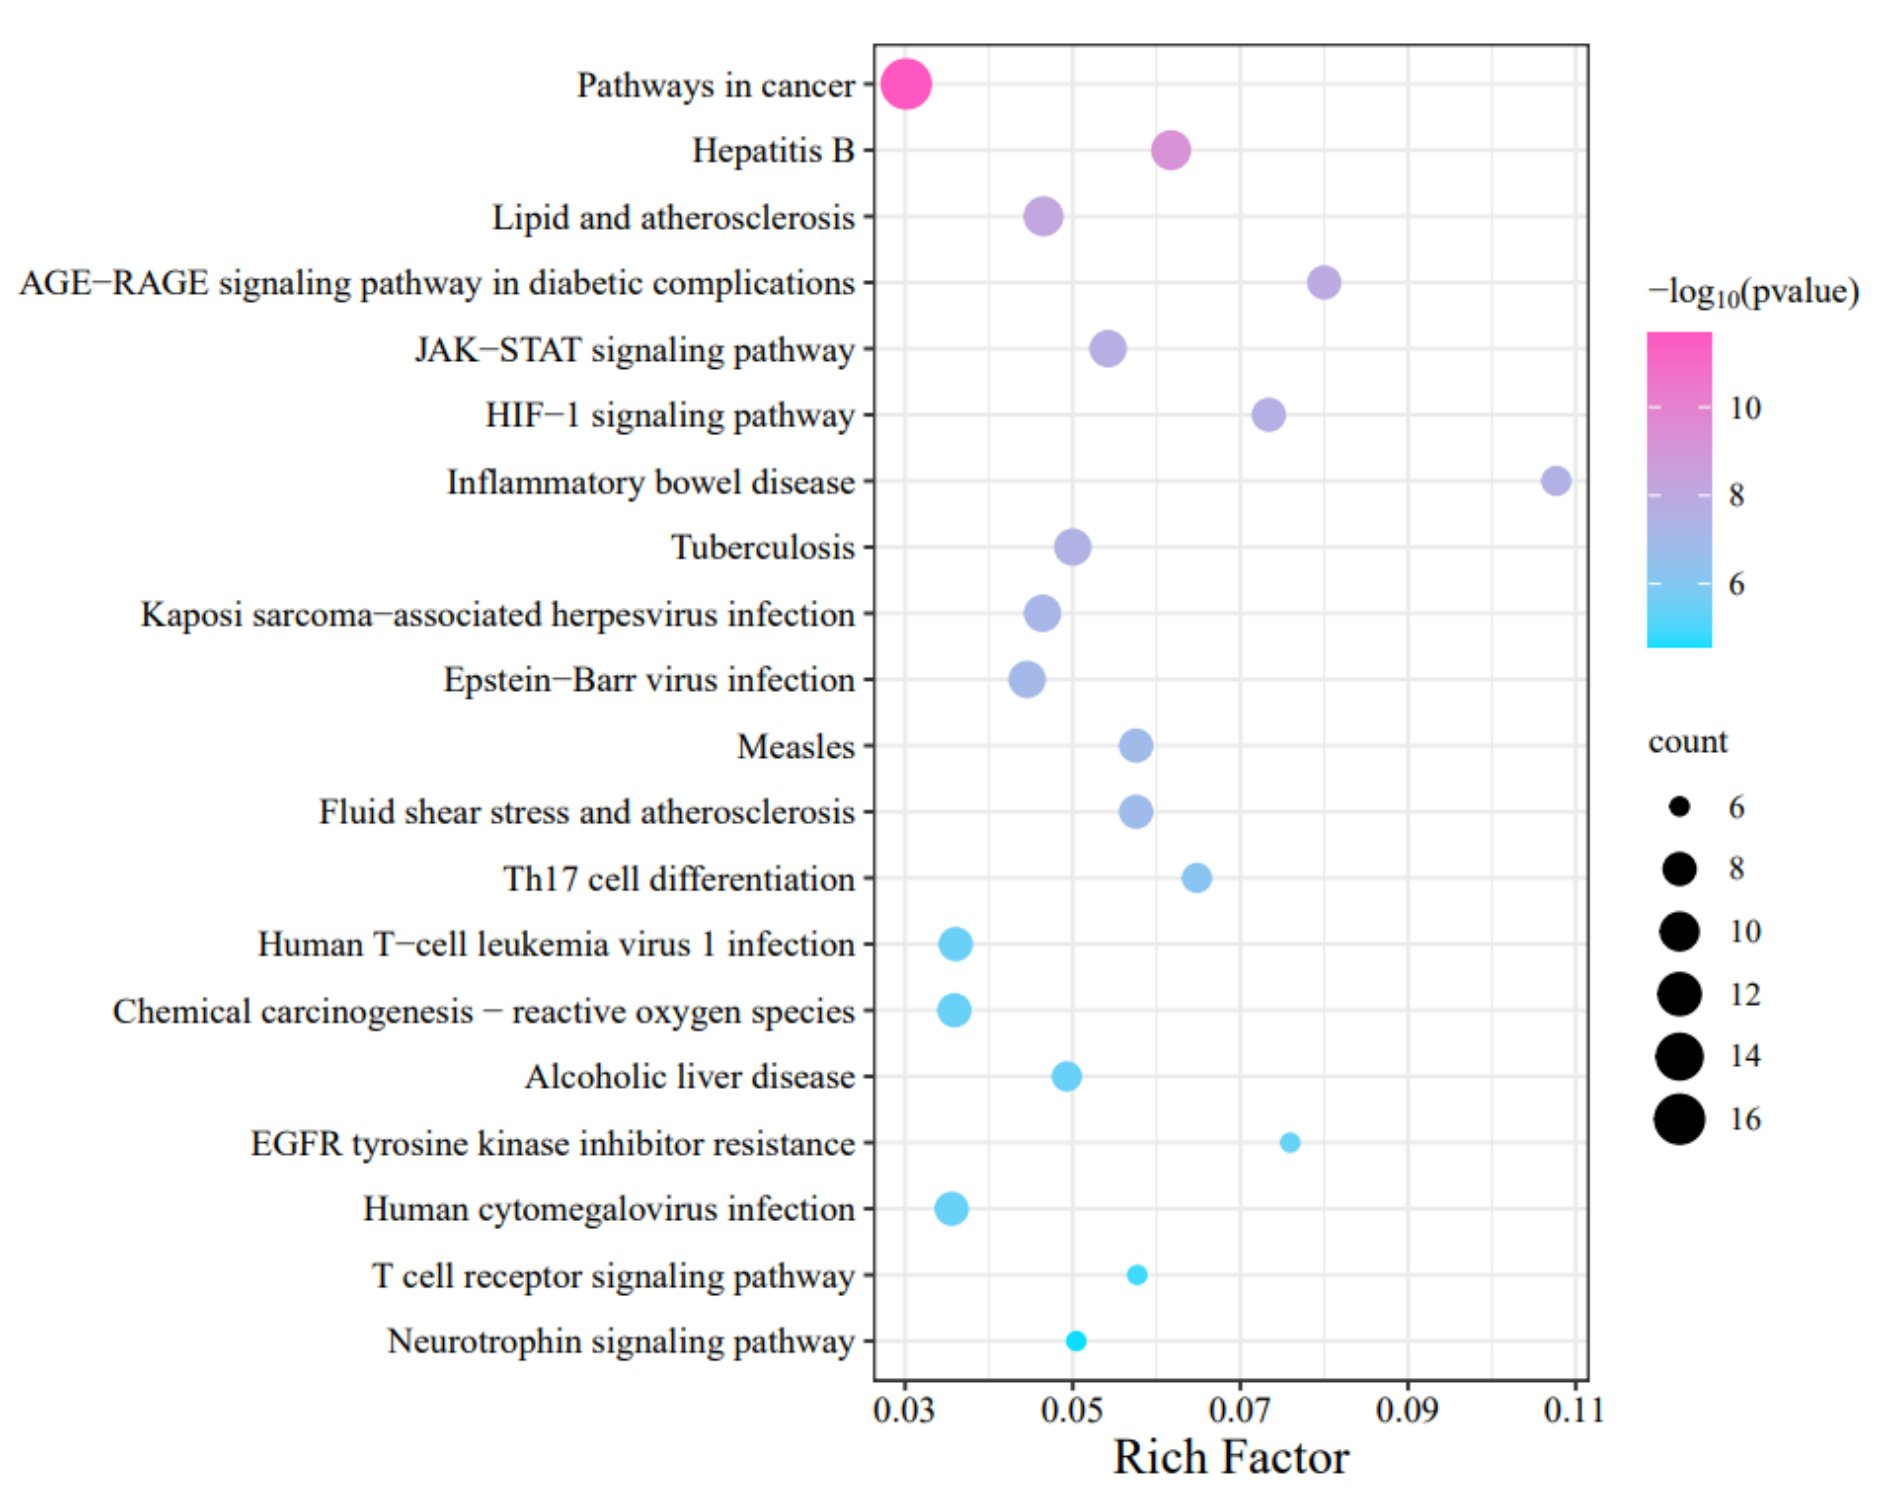 Pathways in cancer
Hepatitis B
Lipid and atherosclerosis
AGE−RAGE signaling pathway in diabetic complications
JAK−STAT signaling pathway
HIF−1 signaling pathway
Inflammatory bowel disease
Tuberculosis
Kaposi sarcoma−associated herpesvirus infection
Epstein−Barr virus infection
Measles
Fluid shear stress and atherosclerosis
Th17 cell differentiation
Human T−cell leukemia virus 1 infection
Chemical carcinogenesis − reactive oxygen species
Alcoholic liver disease
EGFR tyrosine kinase inhibitor resistance
Human cytomegalovirus infection
T cell receptor signaling pathway
Neurotrophin signaling pathway
0.03 0.05 0.07 0.09 0.11
Rich Factor
−log₁₀(pvalue)
10
8
6
count
6
8
10
12
14
16